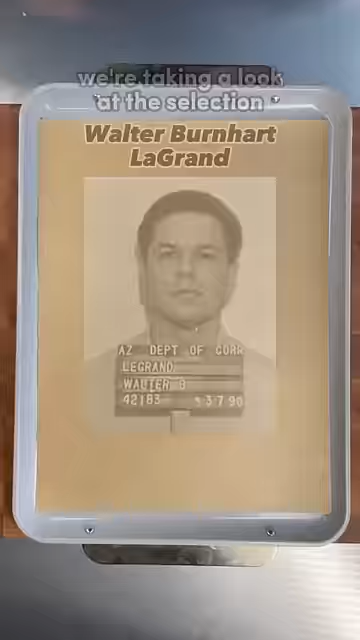 we're taking a look
at the selection
Walter Burnhart
LaGrand
AZ DEPT OF CORR
LEGRAND
WALTER B
42183 3 7 90